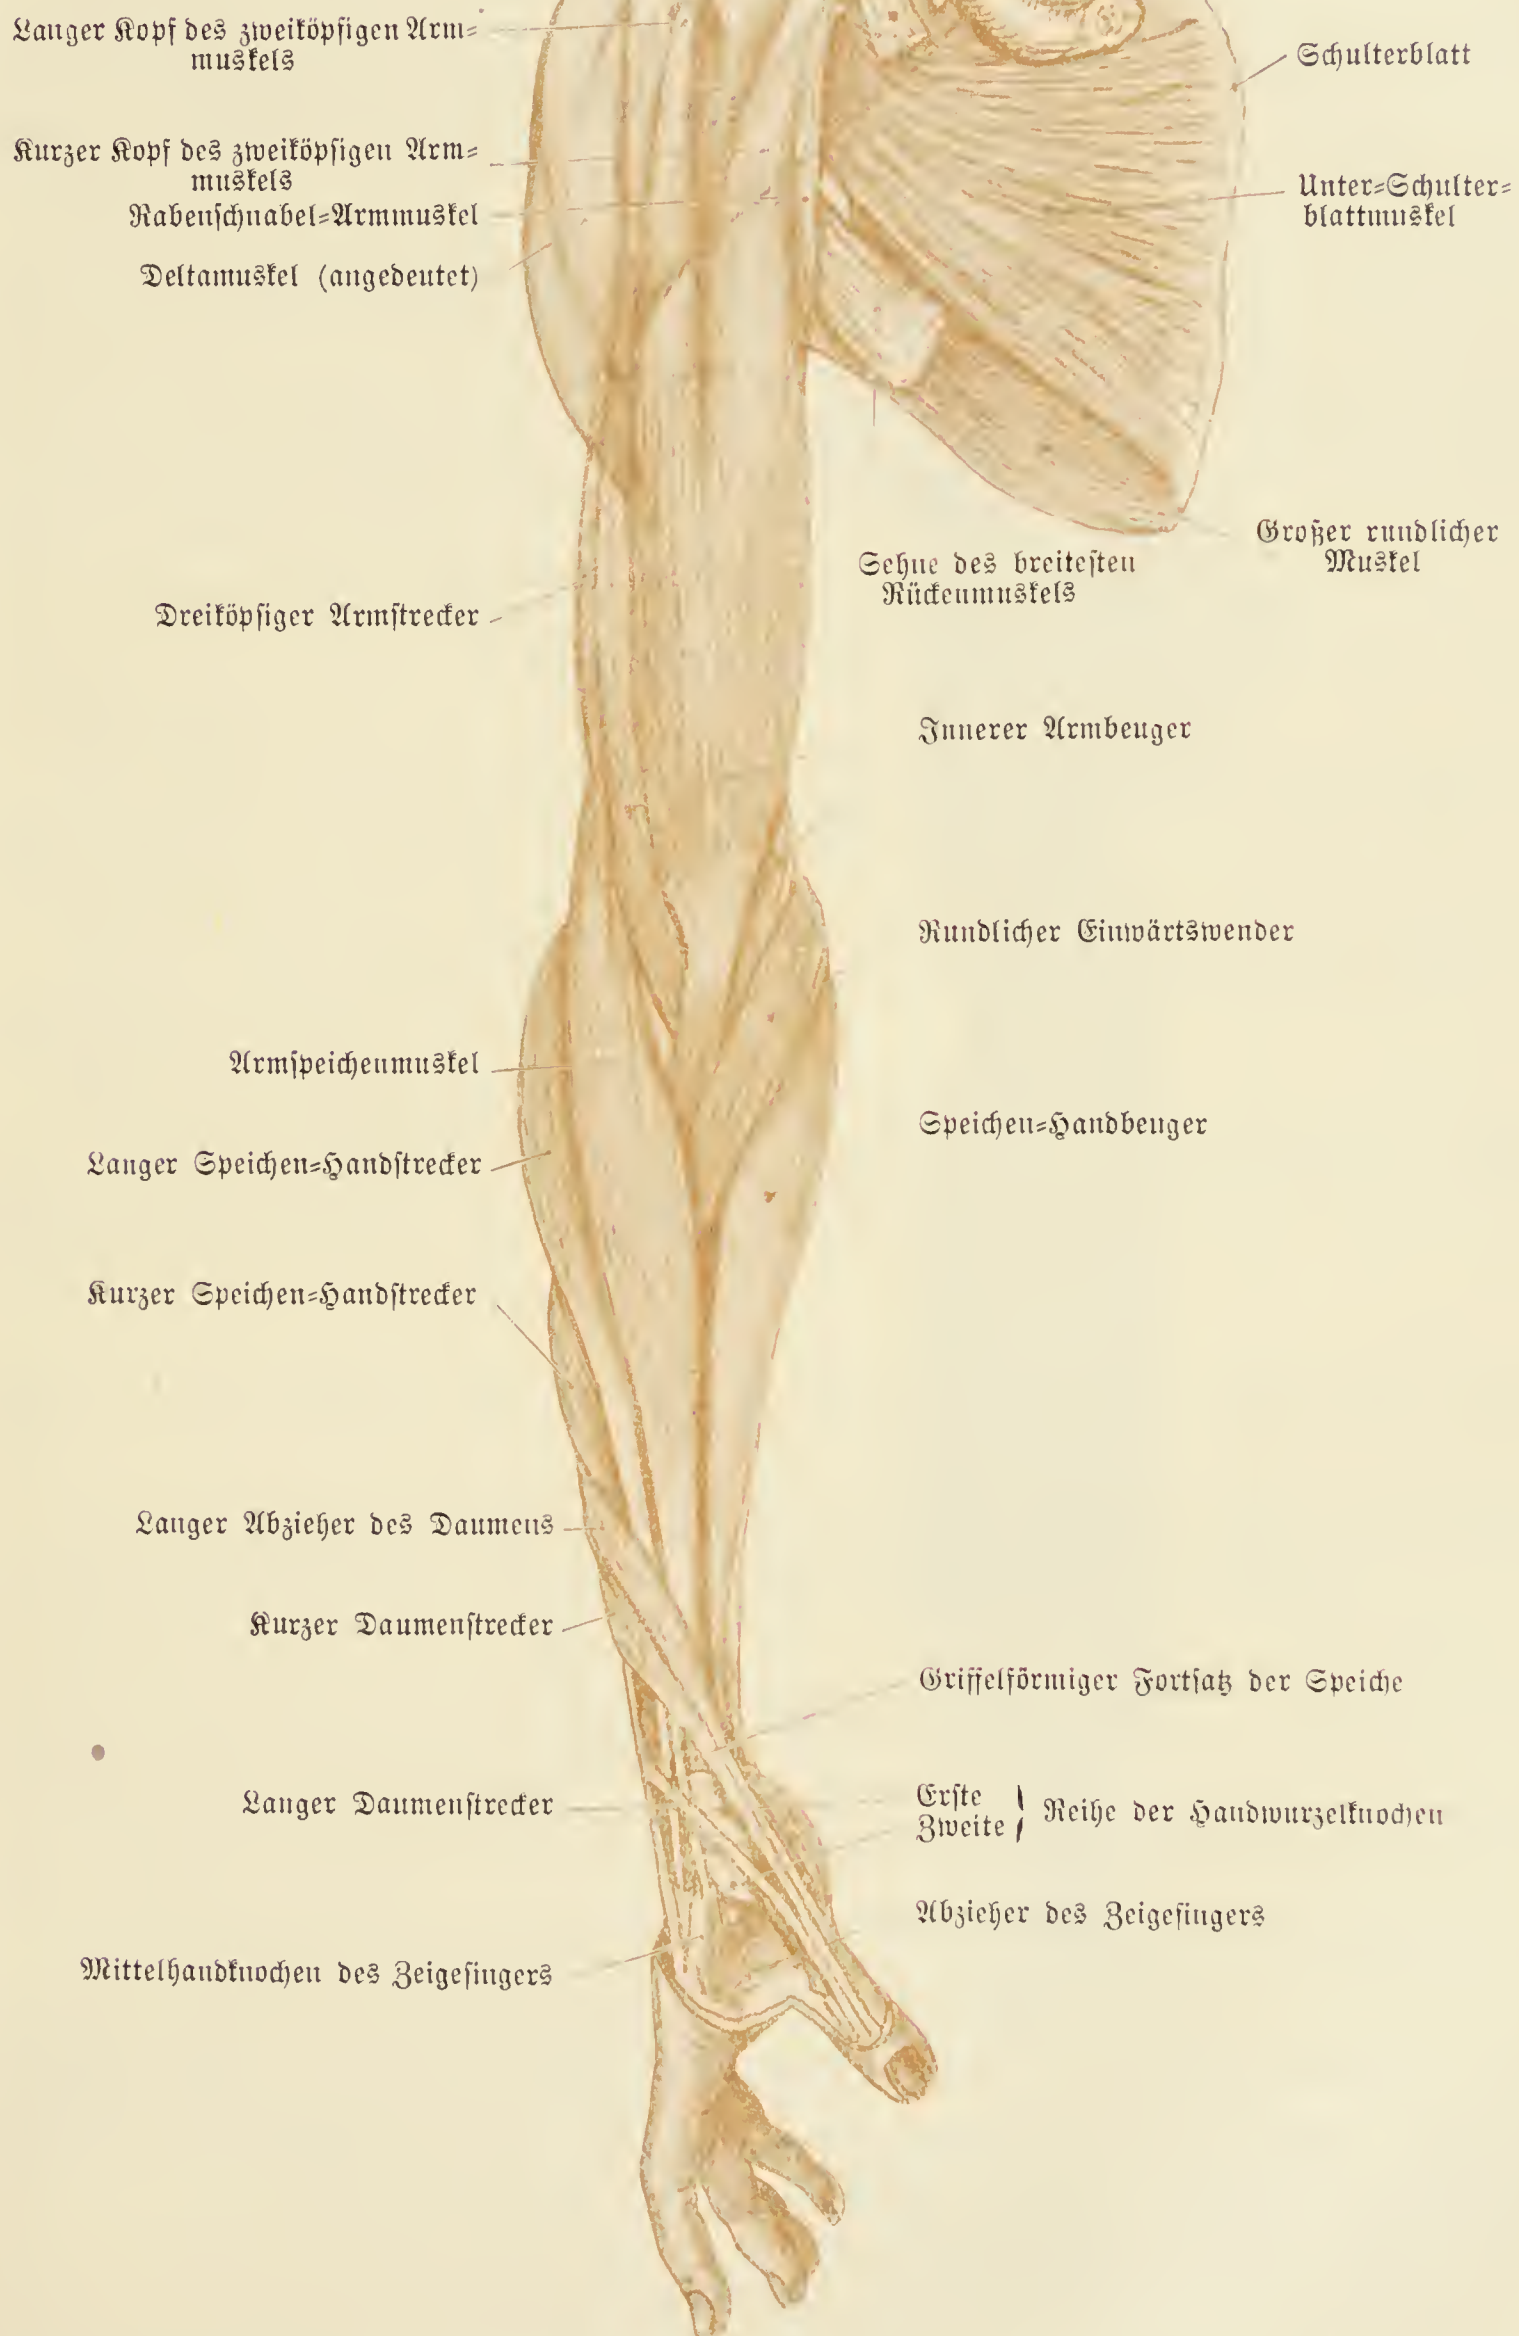 Langer Kopf des zweiköpfigen Arm-
muskels
Kurzer Kopf des zweiköpfigen Arm-
muskels
Rabenschnabel-Armmuskel
Deltamuskel (angedeutet)
Dreiköpfiger Armstrecker
Armspeichenmuskel
Langer Speichen-Handstrecker
Kurzer Speichen-Handstrecker
Langer Abzieher des Daumens
Kurzer Daumenstrecker
Langer Daumenstrecker
Mittelhandknochen des Zeigefingers
Schulterblatt
Unter-Schulter-
blattmuskel
Großer rundlicher
Muskel
Sehne des breitesten
Rückenmuskels
Innerer Armbeuger
Rundlicher Einwärtswender
Speichen-Handbeuger
Griffelförmiger Fortsatz der Speiche
Erste
Zweite
Reihe der Handwurzelknochen
Abzieher des Zeigefingers